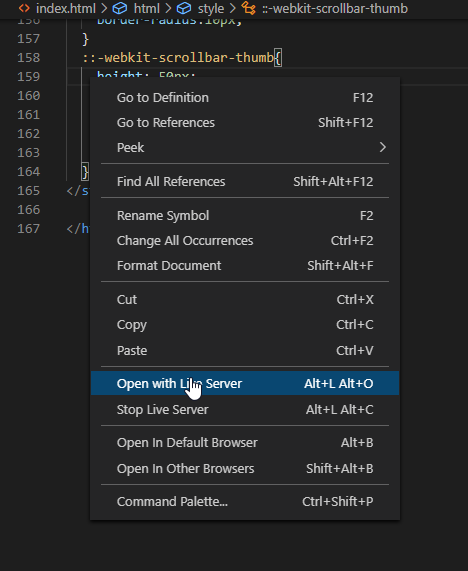 index.html > html > style > ::-webkit-scrollbar-thumb
156 border-radius:10px;
157 }
158 ::-webkit-scrollbar-thumb{
159 height: 50px;
160
161
162
163
164 }
165 </s
166
167 </h
Go to Definition F12
Go to References Shift+F12
Peek >
Find All References Shift+Alt+F12
Rename Symbol F2
Change All Occurrences Ctrl+F2
Format Document Shift+Alt+F
Cut Ctrl+X
Copy Ctrl+C
Paste Ctrl+V
Open with Live Server Alt+L Alt+O
Stop Live Server Alt+L Alt+C
Open In Default Browser Alt+B
Open In Other Browsers Shift+Alt+B
Command Palette... Ctrl+Shift+P